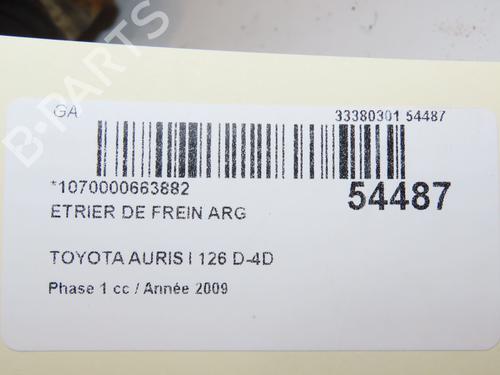 GA
33380301 54487
*1070000663882
54487
ETRIER DE FREIN ARG
TOYOTA AURIS I 126 D-4D
Phase 1 cc / Année 2009
B-PARTS